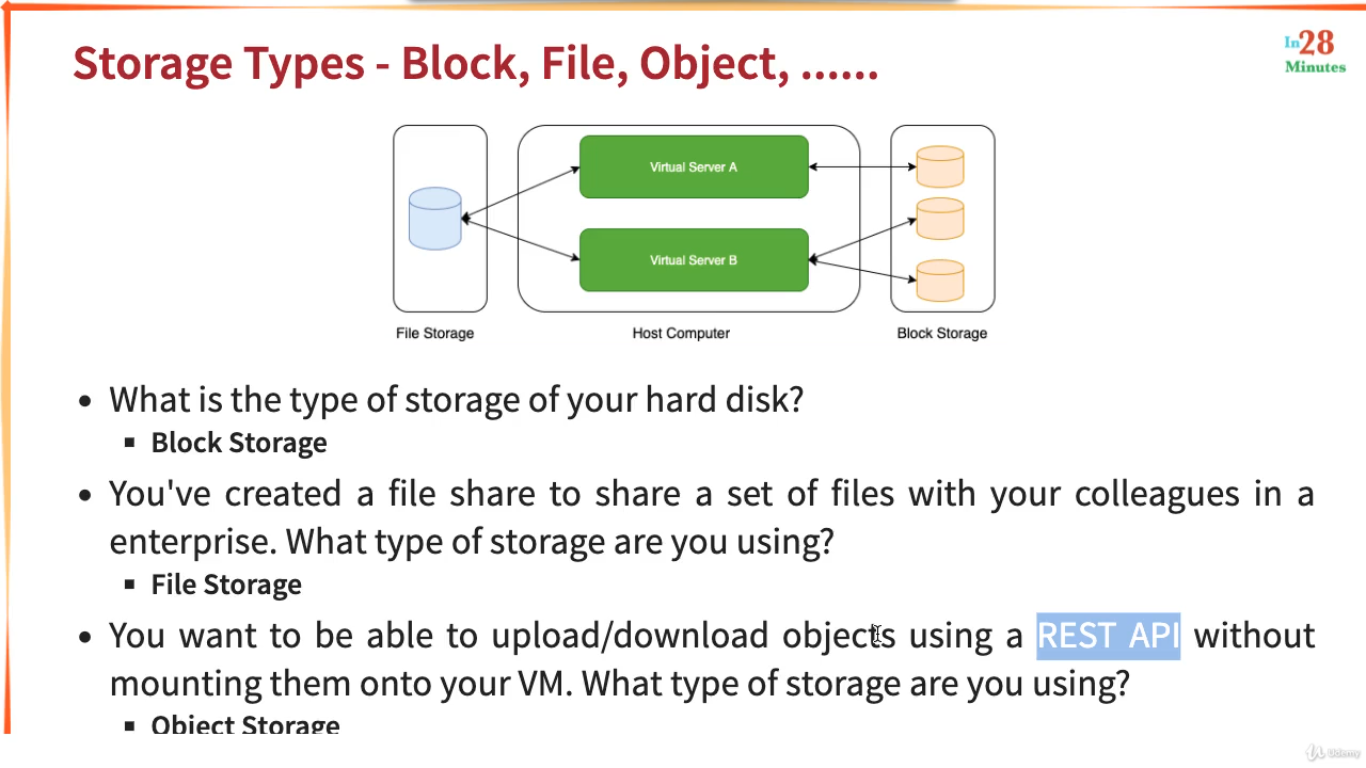 Storage Types - Block, File, Object, ......
In28
Minutes
Virtual Server A
Virtual Server B
File Storage
Host Computer
Block Storage
• What is the type of storage of your hard disk?
▪ Block Storage
• You've created a file share to share a set of files with your colleagues in a
enterprise. What type of storage are you using?
▪ File Storage
• You want to be able to upload/download objects using a REST API without
mounting them onto your VM. What type of storage are you using?
▪ Object Storage
Udemy